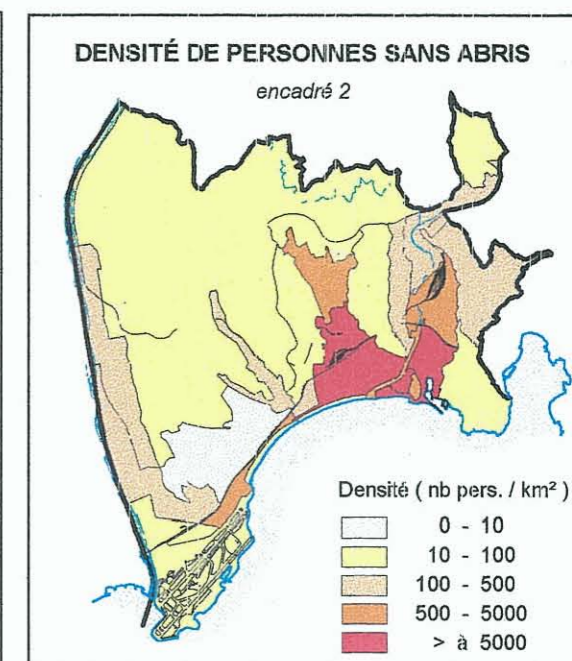 DENSITÉ DE PERSONNES SANS ABRIS
encadré 2
Densité ( nb pers. / km² )
0 - 10
10 - 100
100 - 500
500 - 5000
> à 5000